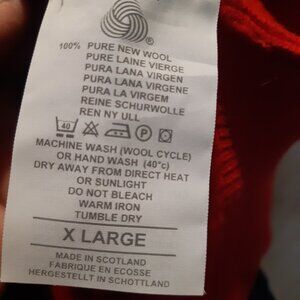 100% PURE NEW WOOL
PURE LAINE VIERGE
PURA LANA VIRGENE
PURA LANA VIRGINE
PURA LA VIRGEM
REINE SCHURWOLLE
REN NY ULL
40 P
MACHINE WASH (WOOL CYCLE)
OR HAND WASH (40°c)
DRY AWAY FROM DIRECT HEAT
OR SUNLIGHT
DO NOT BLEACH
WARM IRON
TUMBLE DRY
X LARGE
MADE IN SCOTLAND
FABRIQUE EN ECOSSE
HERGESTELLT IN SCHOTTLAND